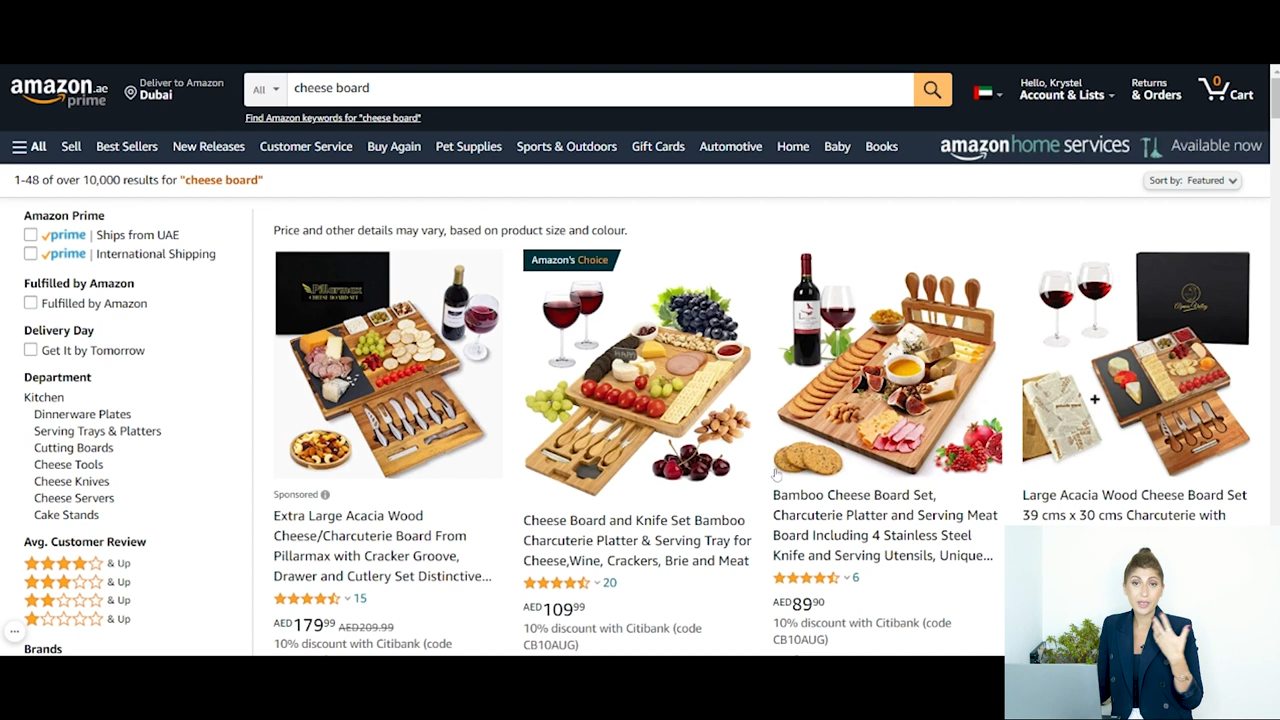 amazon.ae
prime
Deliver to Amazon
Dubai
All
cheese board
Find Amazon keywords for "cheese board"
Hello, Krystel
Account & Lists
Returns
& Orders
0
Cart
All
Sell
Best Sellers
New Releases
Customer Service
Buy Again
Pet Supplies
Sports & Outdoors
Gift Cards
Automotive
Home
Baby
Books
amazon home services
Available now
1-48 of over 10,000 results for "cheese board"
Sort by: Featured
Amazon Prime
prime | Ships from UAE
prime | International Shipping
Fulfilled by Amazon
Fulfilled by Amazon
Delivery Day
Get It by Tomorrow
Department
Kitchen
Dinnerware Plates
Serving Trays & Platters
Cutting Boards
Cheese Tools
Cheese Knives
Cheese Servers
Cake Stands
Avg. Customer Review
& Up
& Up
& Up
& Up
Brands
Price and other details may vary, based on product size and colour.
Pillarmax
CHEESE BOARD SET
Sponsored
Extra Large Acacia Wood
Cheese/Charcuterie Board From
Pillarmax with Cracker Groove,
Drawer and Cutlery Set Distinctive...
15
AED179.99 AED209.99
10% discount with Citibank (code
Amazon's Choice
Cheese Board and Knife Set Bamboo
Charcuterie Platter & Serving Tray for
Cheese,Wine, Crackers, Brie and Meat
20
AED109.99
10% discount with Citibank (code
CB10AUG)
Bamboo Cheese Board Set,
Charcuterie Platter and Serving Meat
Board Including 4 Stainless Steel
Knife and Serving Utensils, Unique...
6
AED89.90
10% discount with Citibank (code
CB10AUG)
+
Large Acacia Wood Cheese Board Set
39 cms x 30 cms Charcuterie with